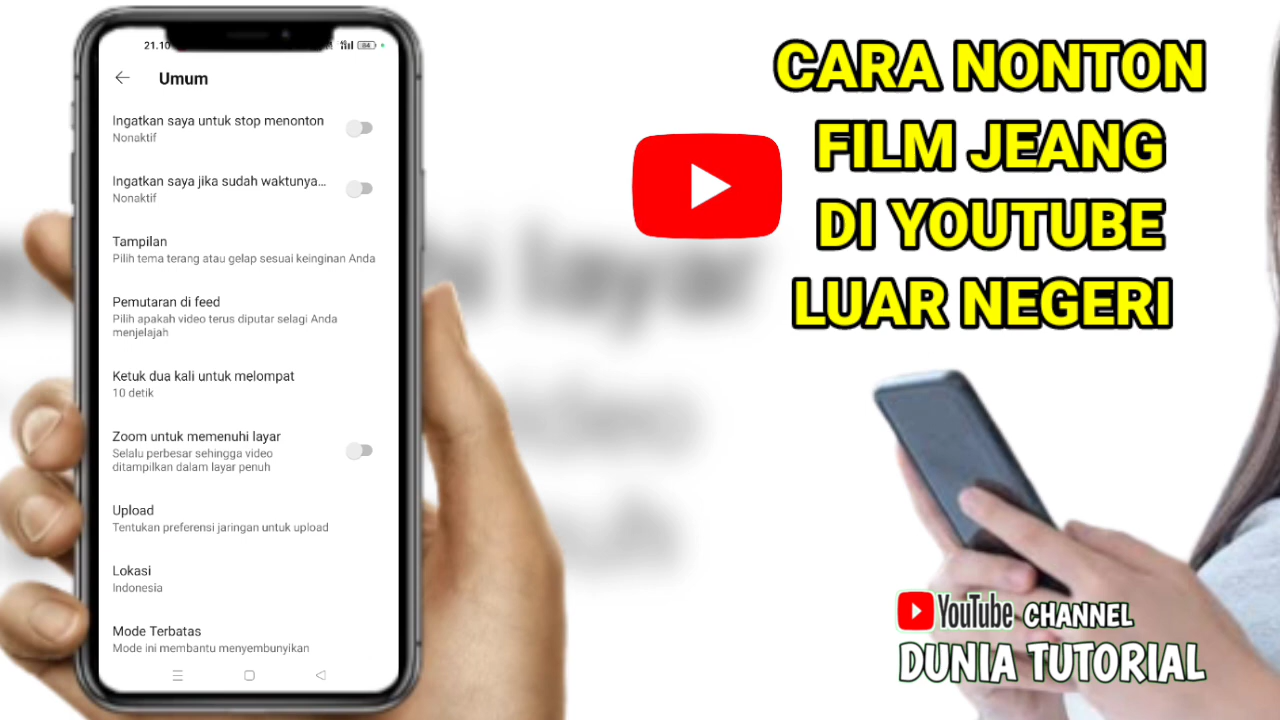 21.10
84
Umum
Ingatkan saya untuk stop menonton
Nonaktif
Ingatkan saya jika sudah waktunya...
Nonaktif
Tampilan
Pilih tema terang atau gelap sesuai keinginan Anda
Pemutaran di feed
Pilih apakah video terus diputar selagi Anda
menjelajah
Ketuk dua kali untuk melompat
10 detik
Zoom untuk memenuhi layar
Selalu perbesar sehingga video
ditampilkan dalam layar penuh
Upload
Tentukan preferensi jaringan untuk upload
Lokasi
Indonesia
Mode Terbatas
Mode ini membantu menyembunyikan
CARA NONTON
FILM JEANG
DI YOUTUBE
LUAR NEGERI
YouTube CHANNEL
DUNIA TUTORIAL